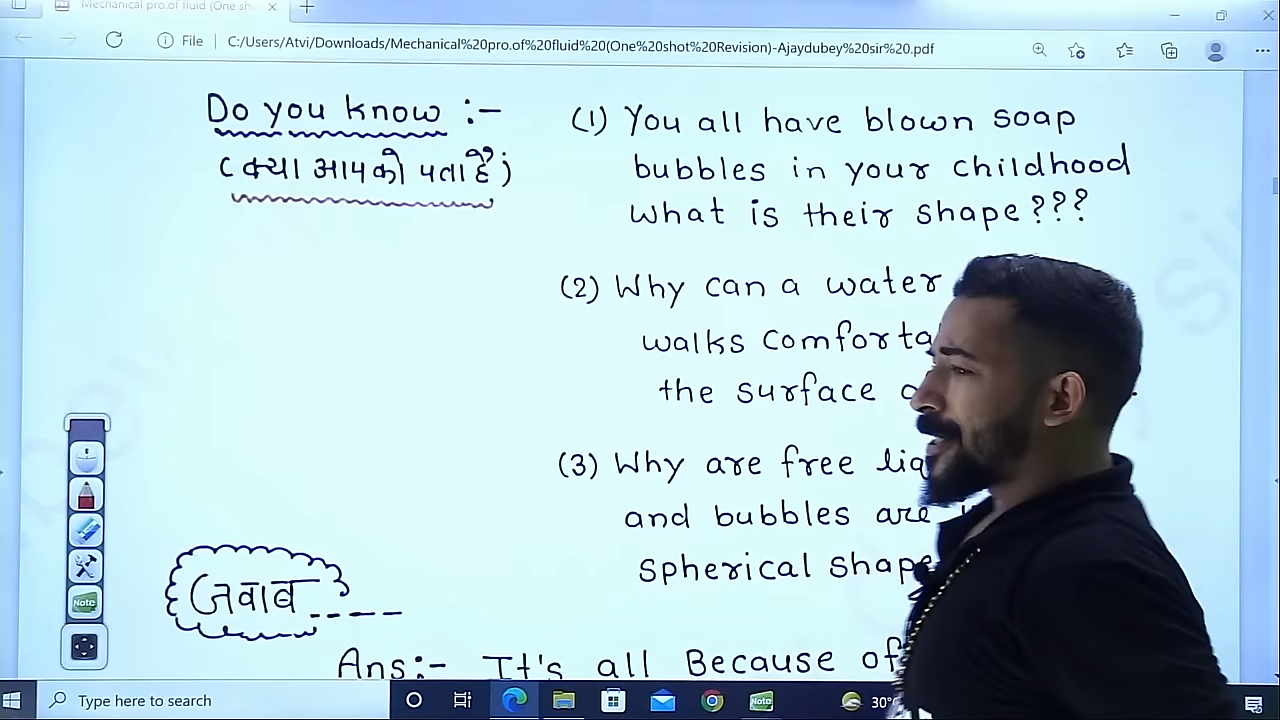 Mechanical pro.of fluid (One sh
File
C:/Users/Atvi/Downloads/Mechanical%20pro.of%20fluid%20(One%20shot%20Revision)-Ajaydubey%20sir%20.pdf
Do you know :-
(क्या आपको पता है)
(1) You all have blown soap
bubbles in your childhood
What is their shape???
(2) Why can a water
walks
the surface
(3) Why are free
and bubbles are
spherical
जवाब ----
Ans:- It's all Because of
Note
Type here to search
Note
30°